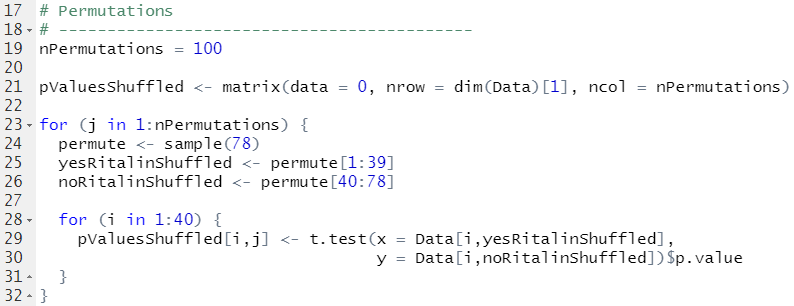 17 # Permutations
18 # -------------------------------------------
19 nPermutations = 100
20
21 pValuesShuffled <- matrix(data = 0, nrow = dim(Data)[1], ncol = nPermutations)
22
23 for (j in 1:nPermutations) {
24   permute <- sample(78)
25   yesRitalinShuffled <- permute[1:39]
26   noRitalinShuffled <- permute[40:78]
27
28   for (i in 1:40) {
29     pValuesShuffled[i,j] <- t.test(x = Data[i,yesRitalinShuffled],
30                                    y = Data[i,noRitalinShuffled])$p.value
31   }
32 }